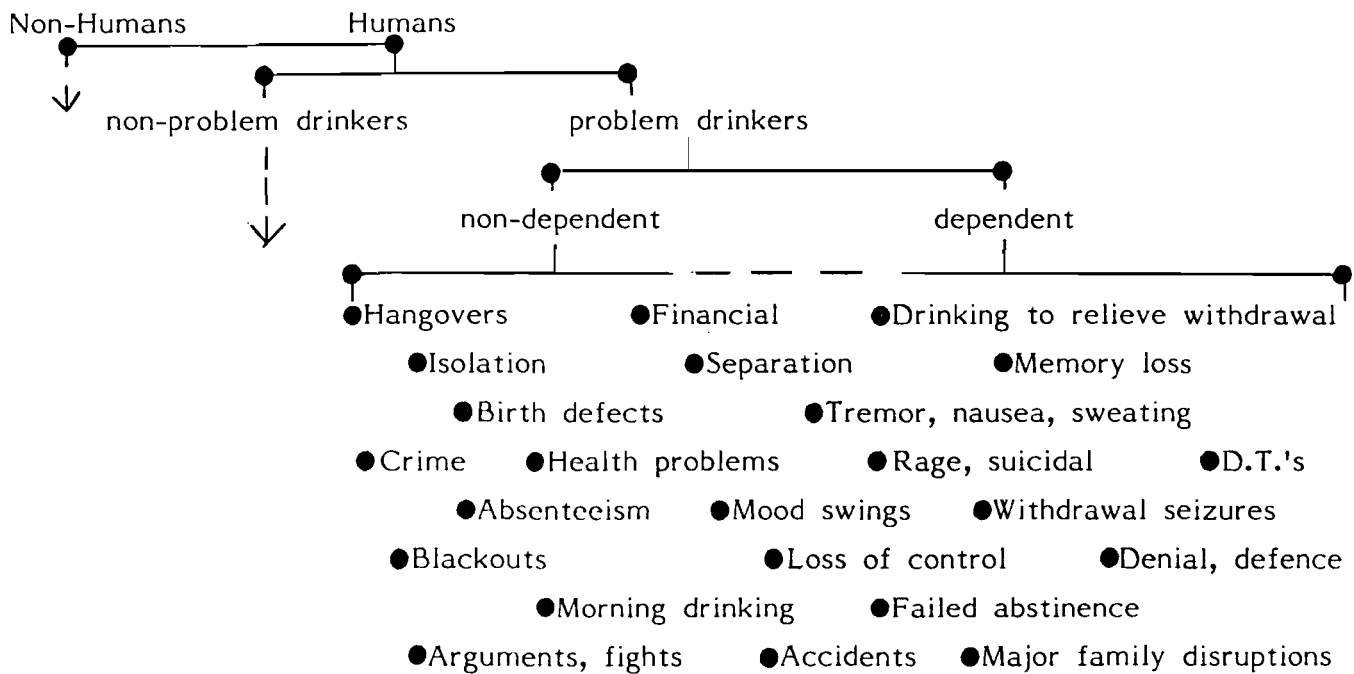 Non-Humans Humans
non-problem drinkers problem drinkers
non-dependent dependent
●Hangovers ●Financial ●Drinking to relieve withdrawal
●Isolation ●Separation ●Memory loss
●Birth defects ●Tremor, nausea, sweating
●Crime ●Health problems ●Rage, suicidal ●D.T.'s
●Absenteeism ●Mood swings ●Withdrawal seizures
●Blackouts ●Loss of control ●Denial, defence
●Morning drinking ●Failed abstinence
●Arguments, fights ●Accidents ●Major family disruptions